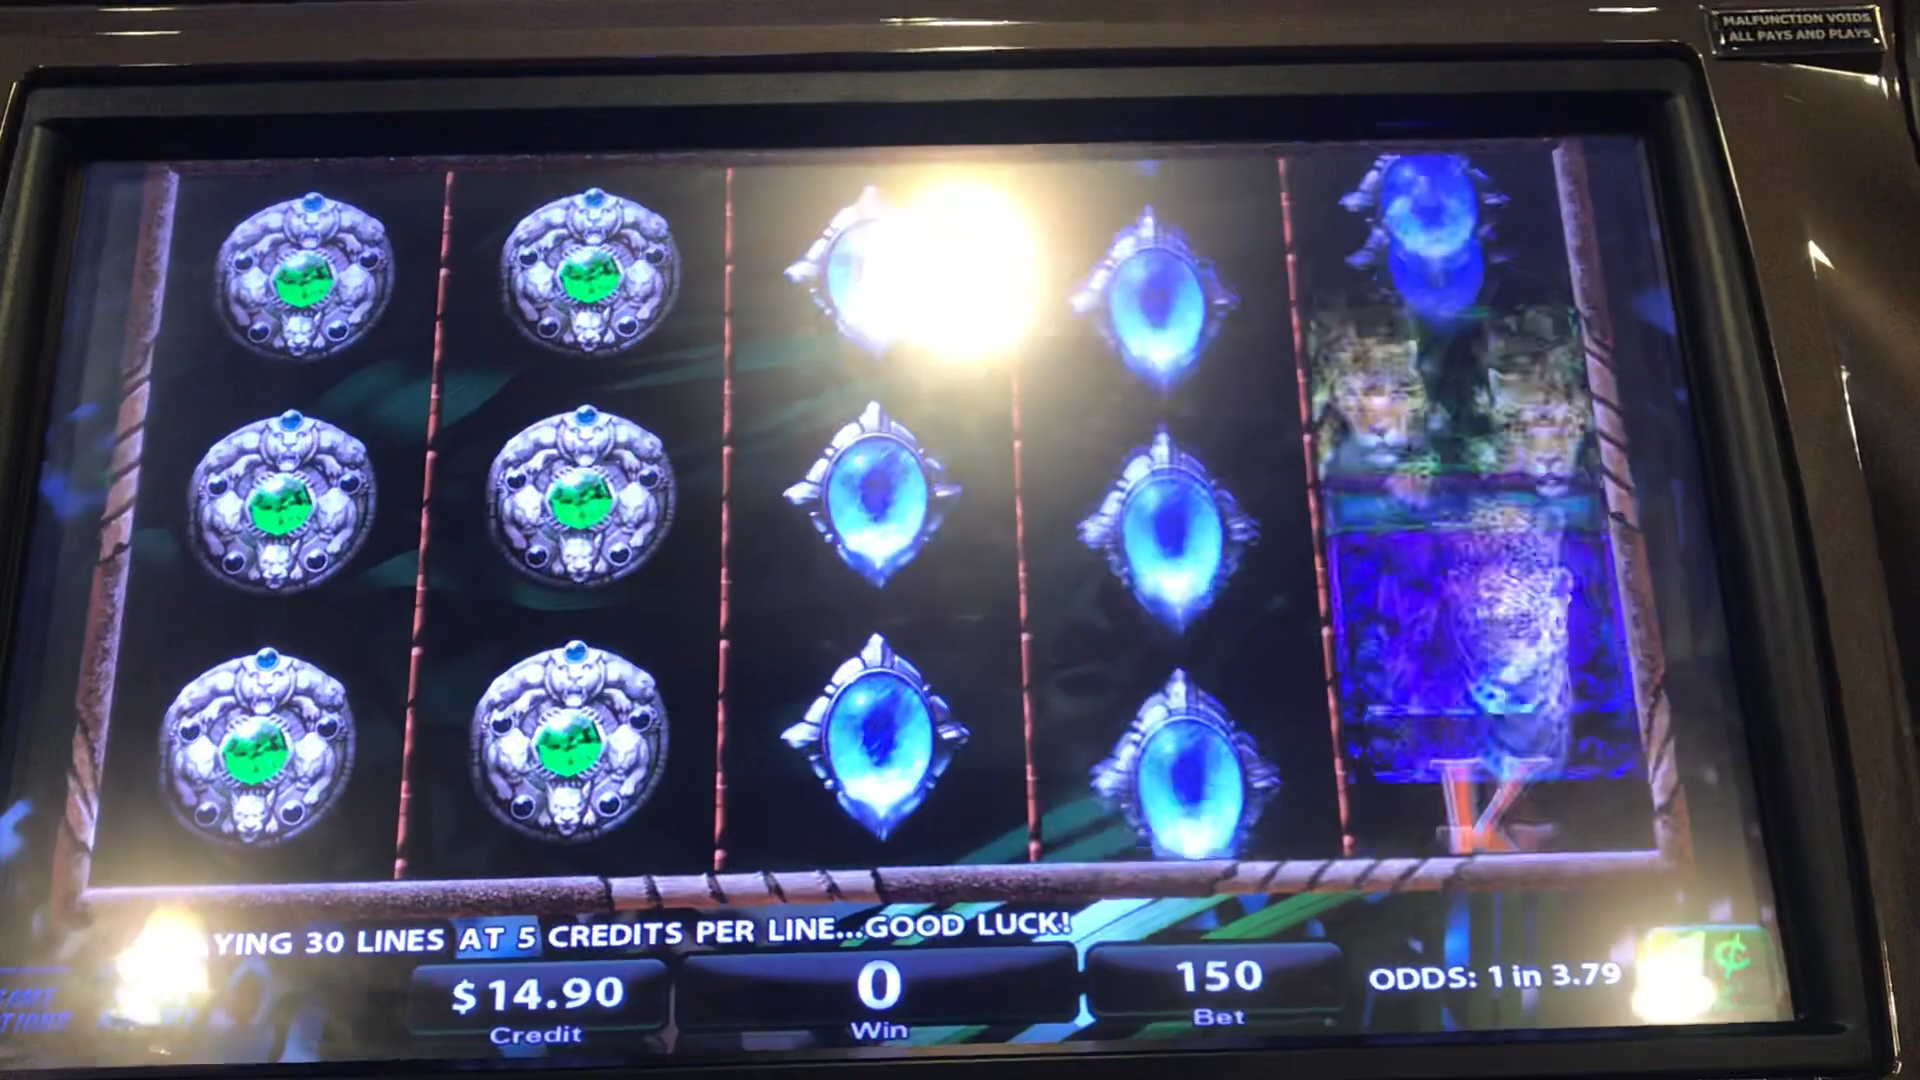 MALFUNCTION VOIDS
ALL PAYS AND PLAYS
K
YING 30 LINES AT 5 CREDITS PER LINE...GOOD LUCK!
$14.90
Credit
0
Win
150
Bet
ODDS: 1 in 3.79
¢